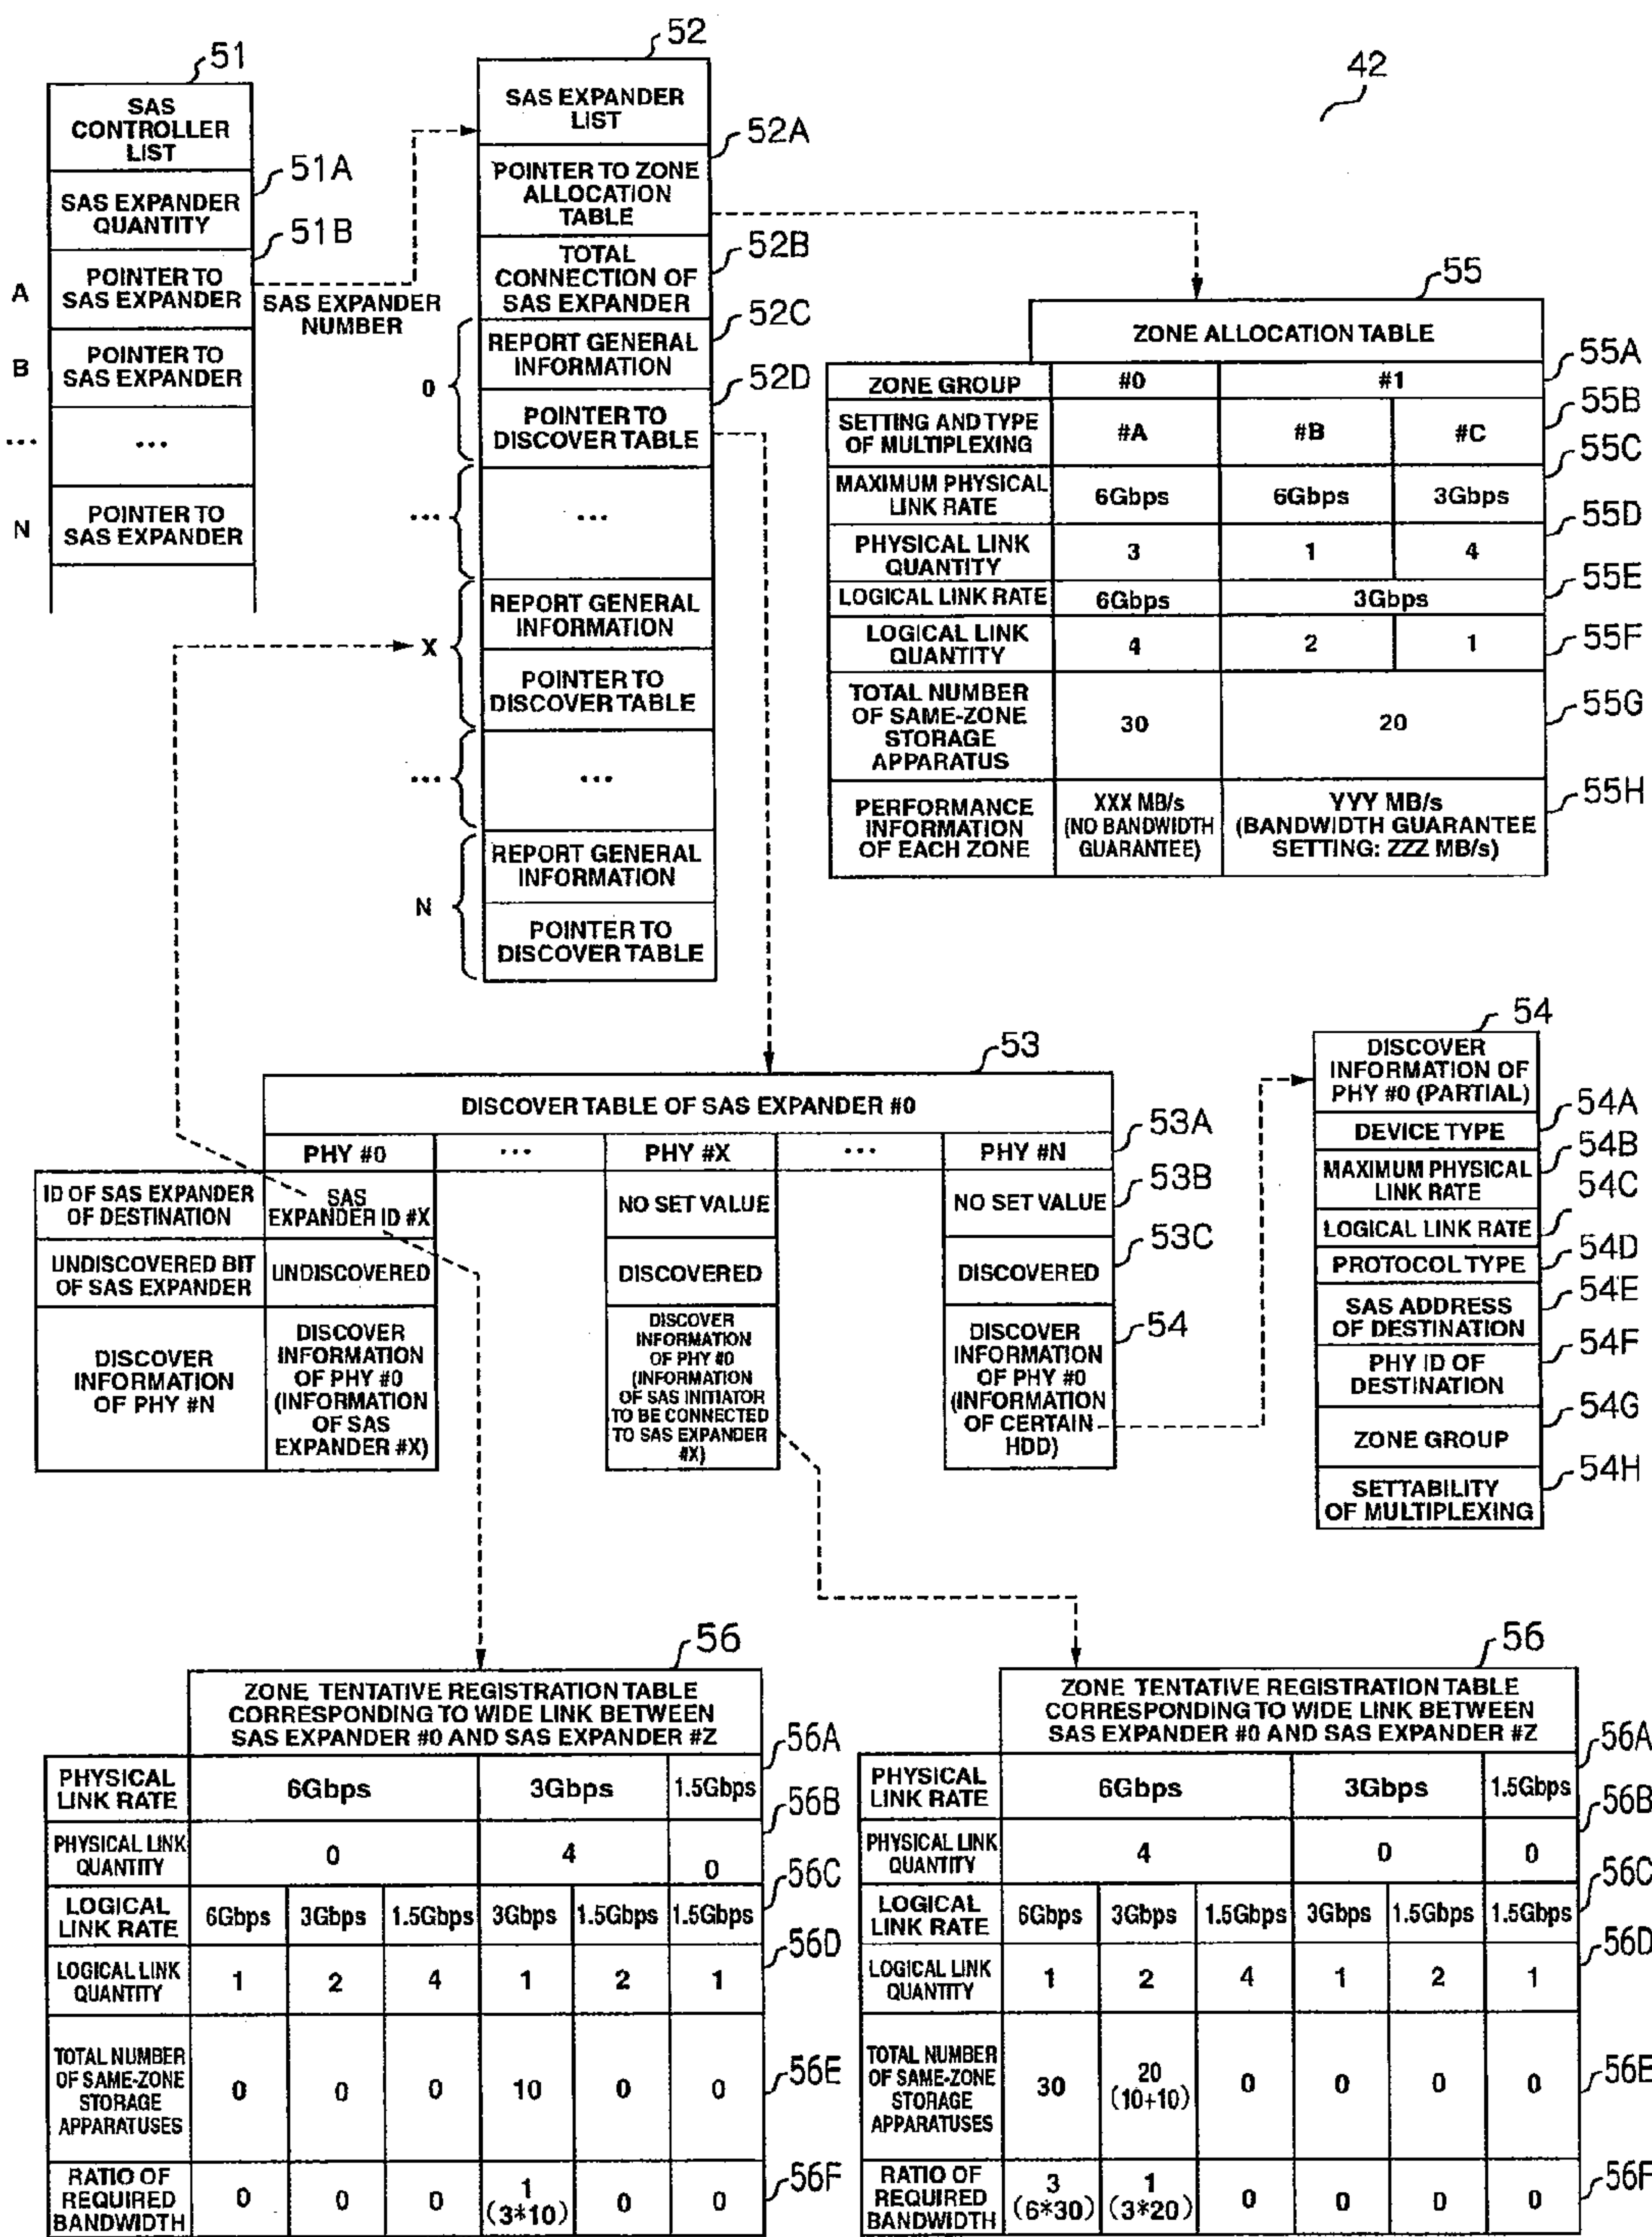 42
51
SAS
CONTROLLER
LIST
51A
SAS EXPANDER
QUANTITY
51B
A
POINTER TO
SAS EXPANDER
SAS EXPANDER
NUMBER
B
POINTER TO
SAS EXPANDER
...
...
N
POINTER TO
SAS EXPANDER
52
SAS EXPANDER
LIST
52A
POINTER TO ZONE
ALLOCATION
TABLE
52B
TOTAL
CONNECTION OF
SAS EXPANDER
52C
0
REPORT GENERAL
INFORMATION
52D
POINTER TO
DISCOVER TABLE
...
...
X
REPORT GENERAL
INFORMATION
POINTER TO
DISCOVER TABLE
...
...
N
REPORT GENERAL
INFORMATION
POINTER TO
DISCOVER TABLE
55
ZONE ALLOCATION TABLE
55A
ZONE GROUP #0 #1
55B
SETTING AND TYPE
OF MULTIPLEXING
#A #B #C
55C
MAXIMUM PHYSICAL
LINK RATE
6Gbps 6Gbps 3Gbps
55D
PHYSICAL LINK
QUANTITY
3 1 4
55E
LOGICAL LINK RATE 6Gbps 3Gbps
55F
LOGICAL LINK
QUANTITY
4 2 1
55G
TOTAL NUMBER
OF SAME-ZONE
STORAGE
APPARATUS
30 20
55H
PERFORMANCE
INFORMATION
OF EACH ZONE
XXX MB/s
(NO BANDWIDTH
GUARANTEE)
YYY MB/s
(BANDWIDTH GUARANTEE
SETTING: ZZZ MB/s)
53
DISCOVER TABLE OF SAS EXPANDER #0
53A
PHY #0 ... PHY #X ... PHY #N
53B
ID OF SAS EXPANDER
OF DESTINATION
SAS
EXPANDER ID #X
NO SET VALUE
NO SET VALUE
53C
UNDISCOVERED BIT
OF SAS EXPANDER
UNDISCOVERED
DISCOVERED
DISCOVERED
54
DISCOVER
INFORMATION
OF PHY #N
DISCOVER
INFORMATION
OF PHY #0
(INFORMATION
OF SAS
EXPANDER #X)
DISCOVER
INFORMATION
OF PHY #0
(INFORMATION
OF SAS INITIATOR
TO BE CONNECTED
TO SAS EXPANDER
#X)
DISCOVER
INFORMATION
OF PHY #0
(INFORMATION
OF CERTAIN
HDD)
54
DISCOVER
INFORMATION OF
PHY #0 (PARTIAL)
54A
DEVICE TYPE
54B
MAXIMUM PHYSICAL
LINK RATE
54C
LOGICAL LINK RATE
54D
PROTOCOL TYPE
54E
SAS ADDRESS
OF DESTINATION
54F
PHY ID OF
DESTINATION
54G
ZONE GROUP
54H
SETTABILITY
OF MULTIPLEXING
56
ZONE TENTATIVE REGISTRATION TABLE
CORRESPONDING TO WIDE LINK BETWEEN
SAS EXPANDER #0 AND SAS EXPANDER #Z
56A
PHYSICAL
LINK RATE
6Gbps 3Gbps 1.5Gbps
56B
PHYSICAL LINK
QUANTITY
0 4 0
56C
LOGICAL
LINK RATE
6Gbps 3Gbps 1.5Gbps 3Gbps 1.5Gbps 1.5Gbps
56D
LOGICAL LINK
QUANTITY
1 2 4 1 2 1
56E
TOTAL NUMBER
OF SAME-ZONE
STORAGE
APPARATUSES
0 0 0 10 0 0
56F
RATIO OF
REQUIRED
BANDWIDTH
0 0 0 1
(3*10)
0 0
56
ZONE TENTATIVE REGISTRATION TABLE
CORRESPONDING TO WIDE LINK BETWEEN
SAS EXPANDER #0 AND SAS EXPANDER #Z
56A
PHYSICAL
LINK RATE
6Gbps 3Gbps 1.5Gbps
56B
PHYSICAL LINK
QUANTITY
4 0 0
56C
LOGICAL
LINK RATE
6Gbps 3Gbps 1.5Gbps 3Gbps 1.5Gbps 1.5Gbps
56D
LOGICAL LINK
QUANTITY
1 2 4 1 2 1
56E
TOTAL NUMBER
OF SAME-ZONE
STORAGE
APPARATUSES
30
20
(10+10)
0 0 0 0
56F
RATIO OF
REQUIRED
BANDWIDTH
3
(6*30)
1
(3*20)
0 0 0 0